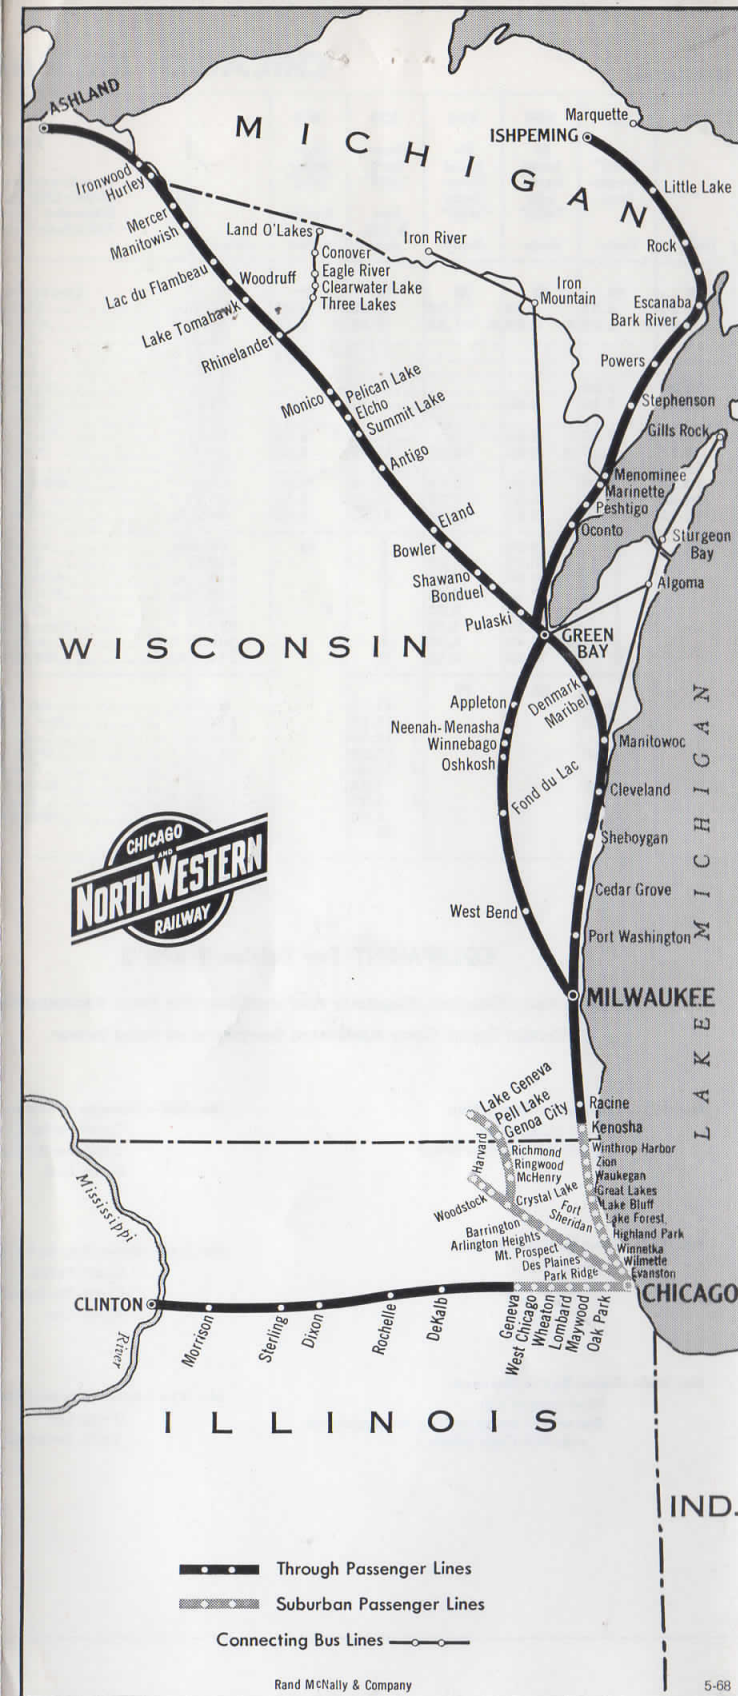 ASHLAND
MICHIGAN
Marquette
ISHPEMING
Little Lake
Rock
Ironwood
Hurley
Mercer
Manitowish
Lac du Flambeau
Woodruff
Lake Tomahawk
Rhinelander
Land O'Lakes
Conover
Eagle River
Clearwater Lake
Three Lakes
Iron River
Iron
Mountain
Escanaba
Bark River
Powers
Stephenson
Gills Rock
Monico
Pelican Lake
Elcho
Summit Lake
Antigo
Menominee
Marinette
Peshtigo
Oconto
Sturgeon
Bay
Algoma
Eland
Bowler
Shawano
Bonduel
Pulaski
GREEN
BAY
WISCONSIN
Appleton
Neenah-Menasha
Winnebago
Oshkosh
Denmark
Maribel
Manitowoc
Fond du Lac
Cleveland
Sheboygan
Cedar Grove
Port Washington
West Bend
LAKE MICHIGAN
CHICAGO
AND
NORTH WESTERN
RAILWAY
MILWAUKEE
Racine
Kenosha
Lake Geneva
Pell Lake
Genoa City
Richmond
Ringwood
McHenry
Harvard
Crystal Lake
Woodstock
Barrington
Arlington Heights
Mt. Prospect
Des Plaines
Park Ridge
Winthrop Harbor
Zion
Waukegan
Great Lakes
Lake Bluff
Lake Forest
Fort
Sheridan
Highland Park
Winnetka
Wilmette
Evanston
CHICAGO
Mississippi
River
CLINTON
Morrison
Sterling
Dixon
Rochelle
DeKalb
Geneva
West Chicago
Wheaton
Lombard
Maywood
Oak Park
ILLINOIS
IND.
Through Passenger Lines
Suburban Passenger Lines
Connecting Bus Lines
Rand McNally & Company
5-68